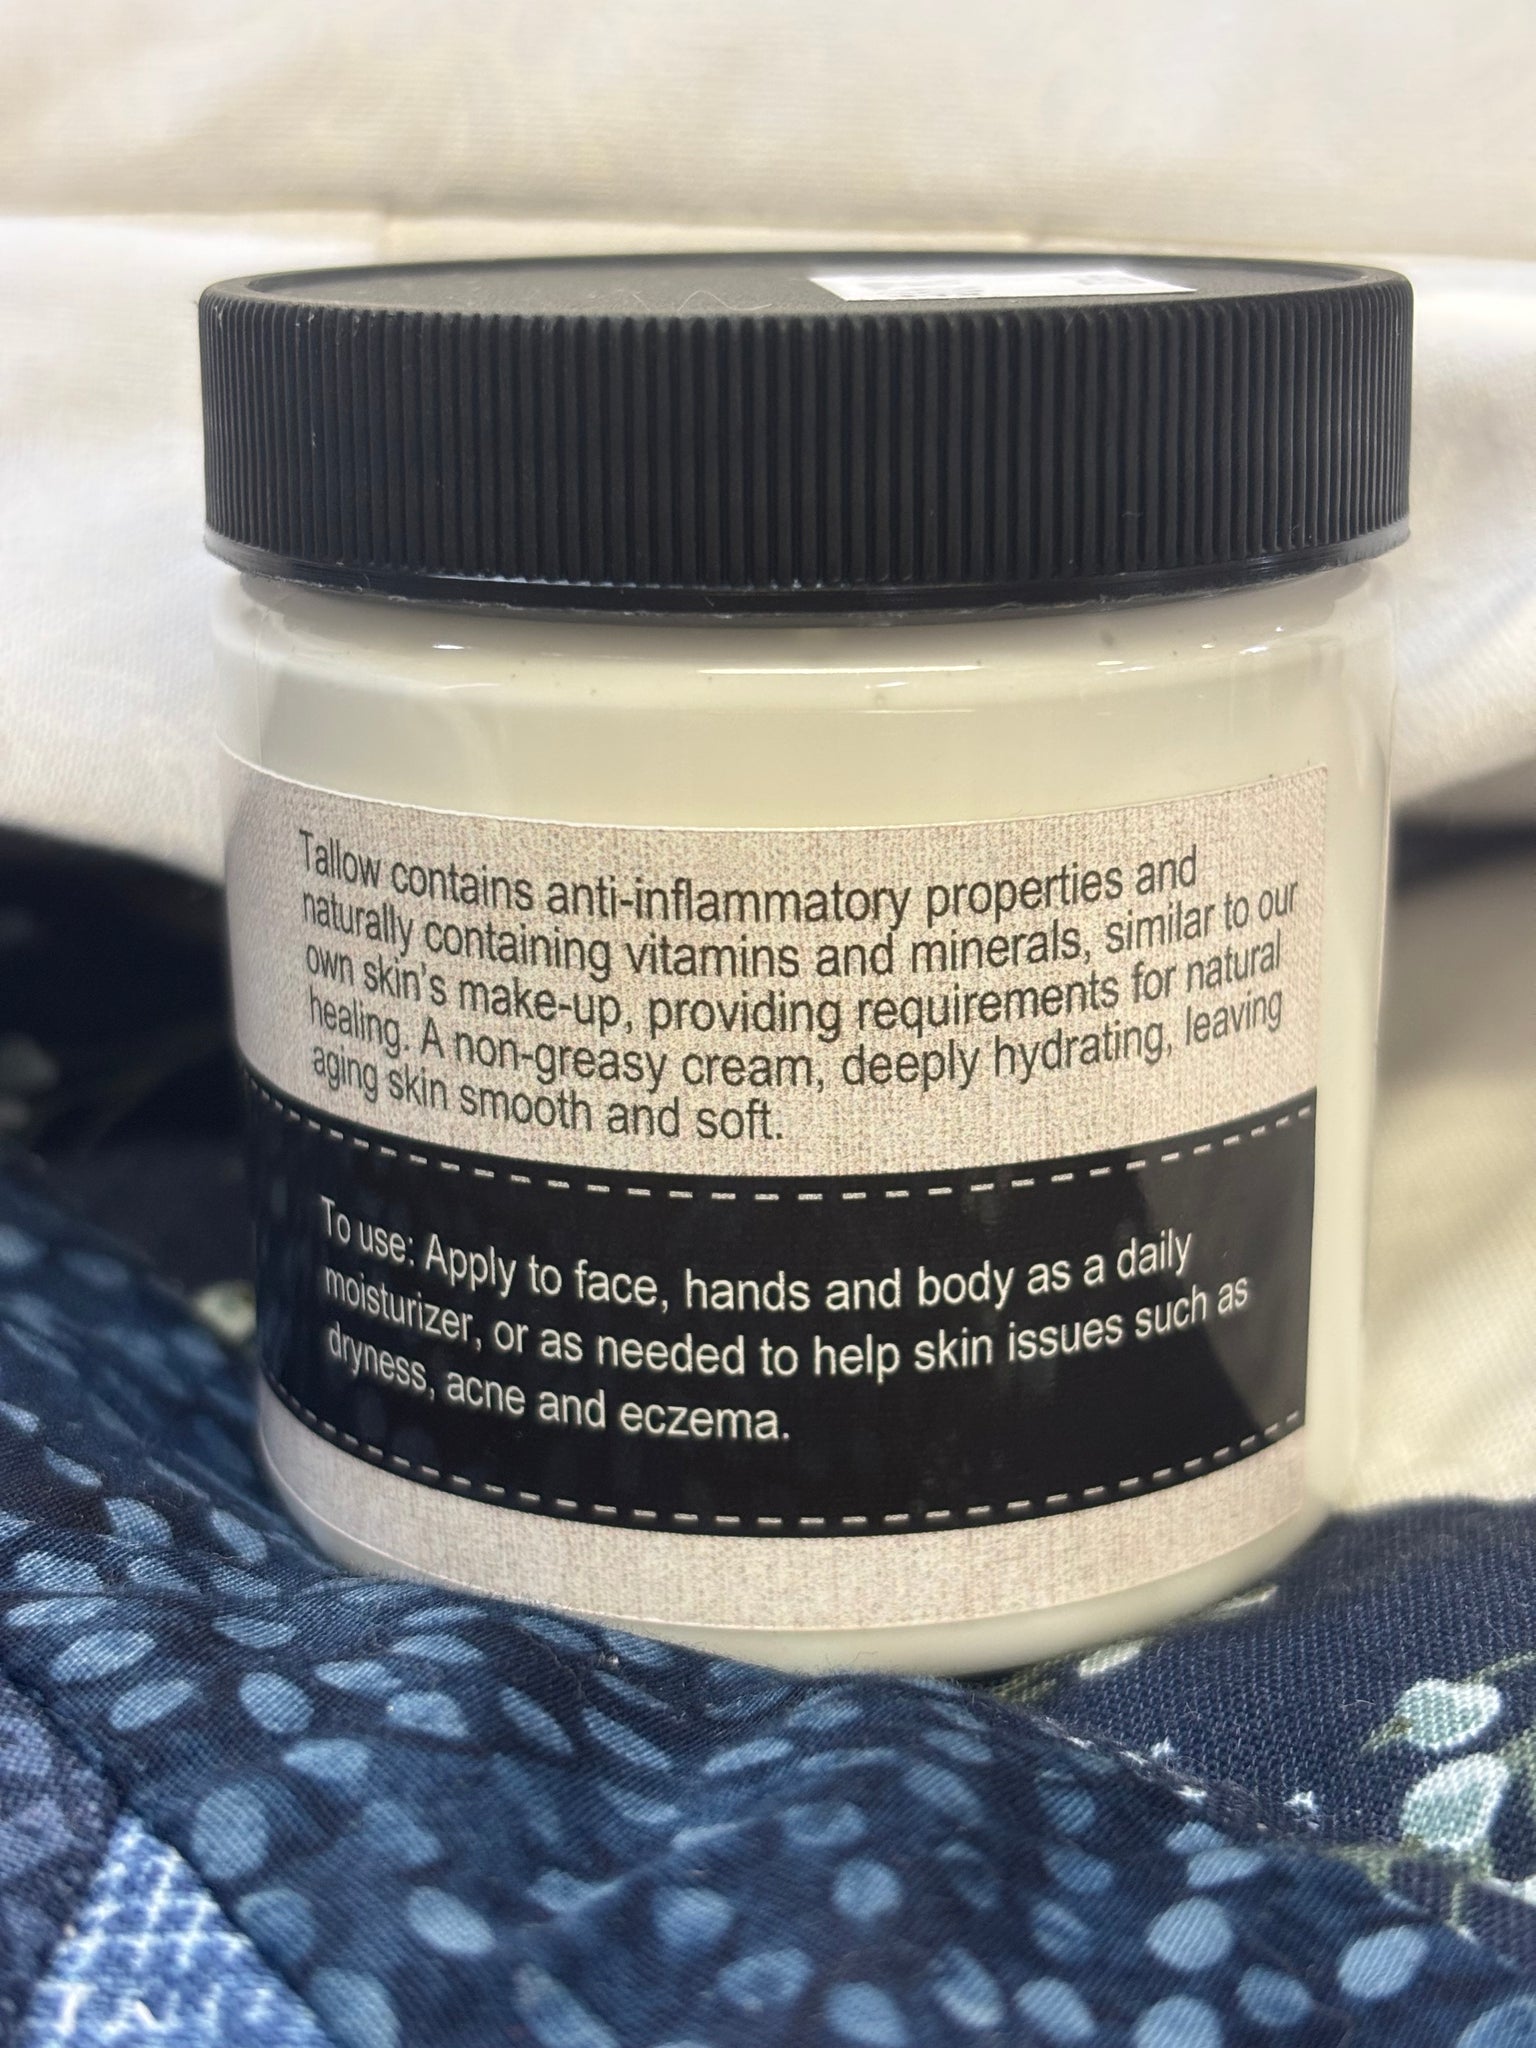 Tallow contains anti-inflammatory properties and
naturally containing vitamins and minerals, similar to our
own skin's make-up, providing requirements for natural
healing. A non-greasy cream, deeply hydrating, leaving
aging skin smooth and soft.
To use: Apply to face, hands and body as a daily
moisturizer, or as needed to help skin issues such as
dryness, acne and eczema.